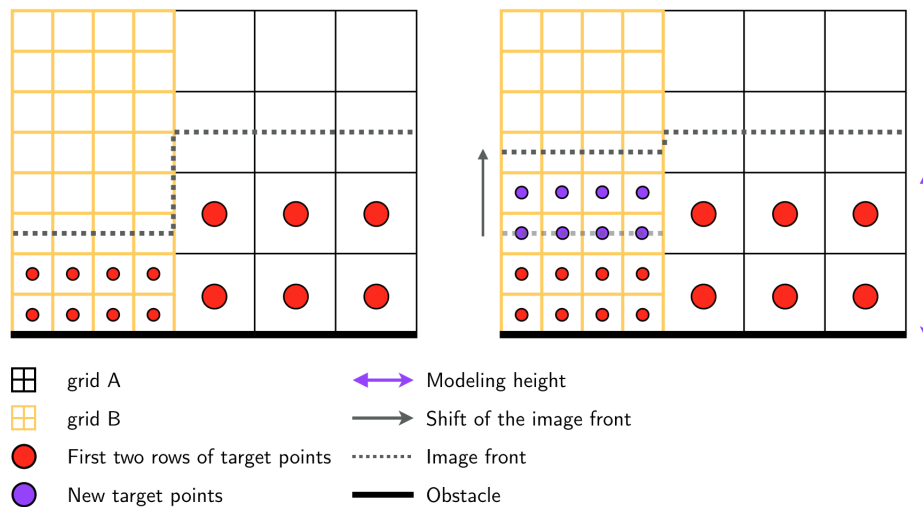 grid A
Modeling height
grid B
Shift of the image front
First two rows of target points
Image front
New target points
Obstacle